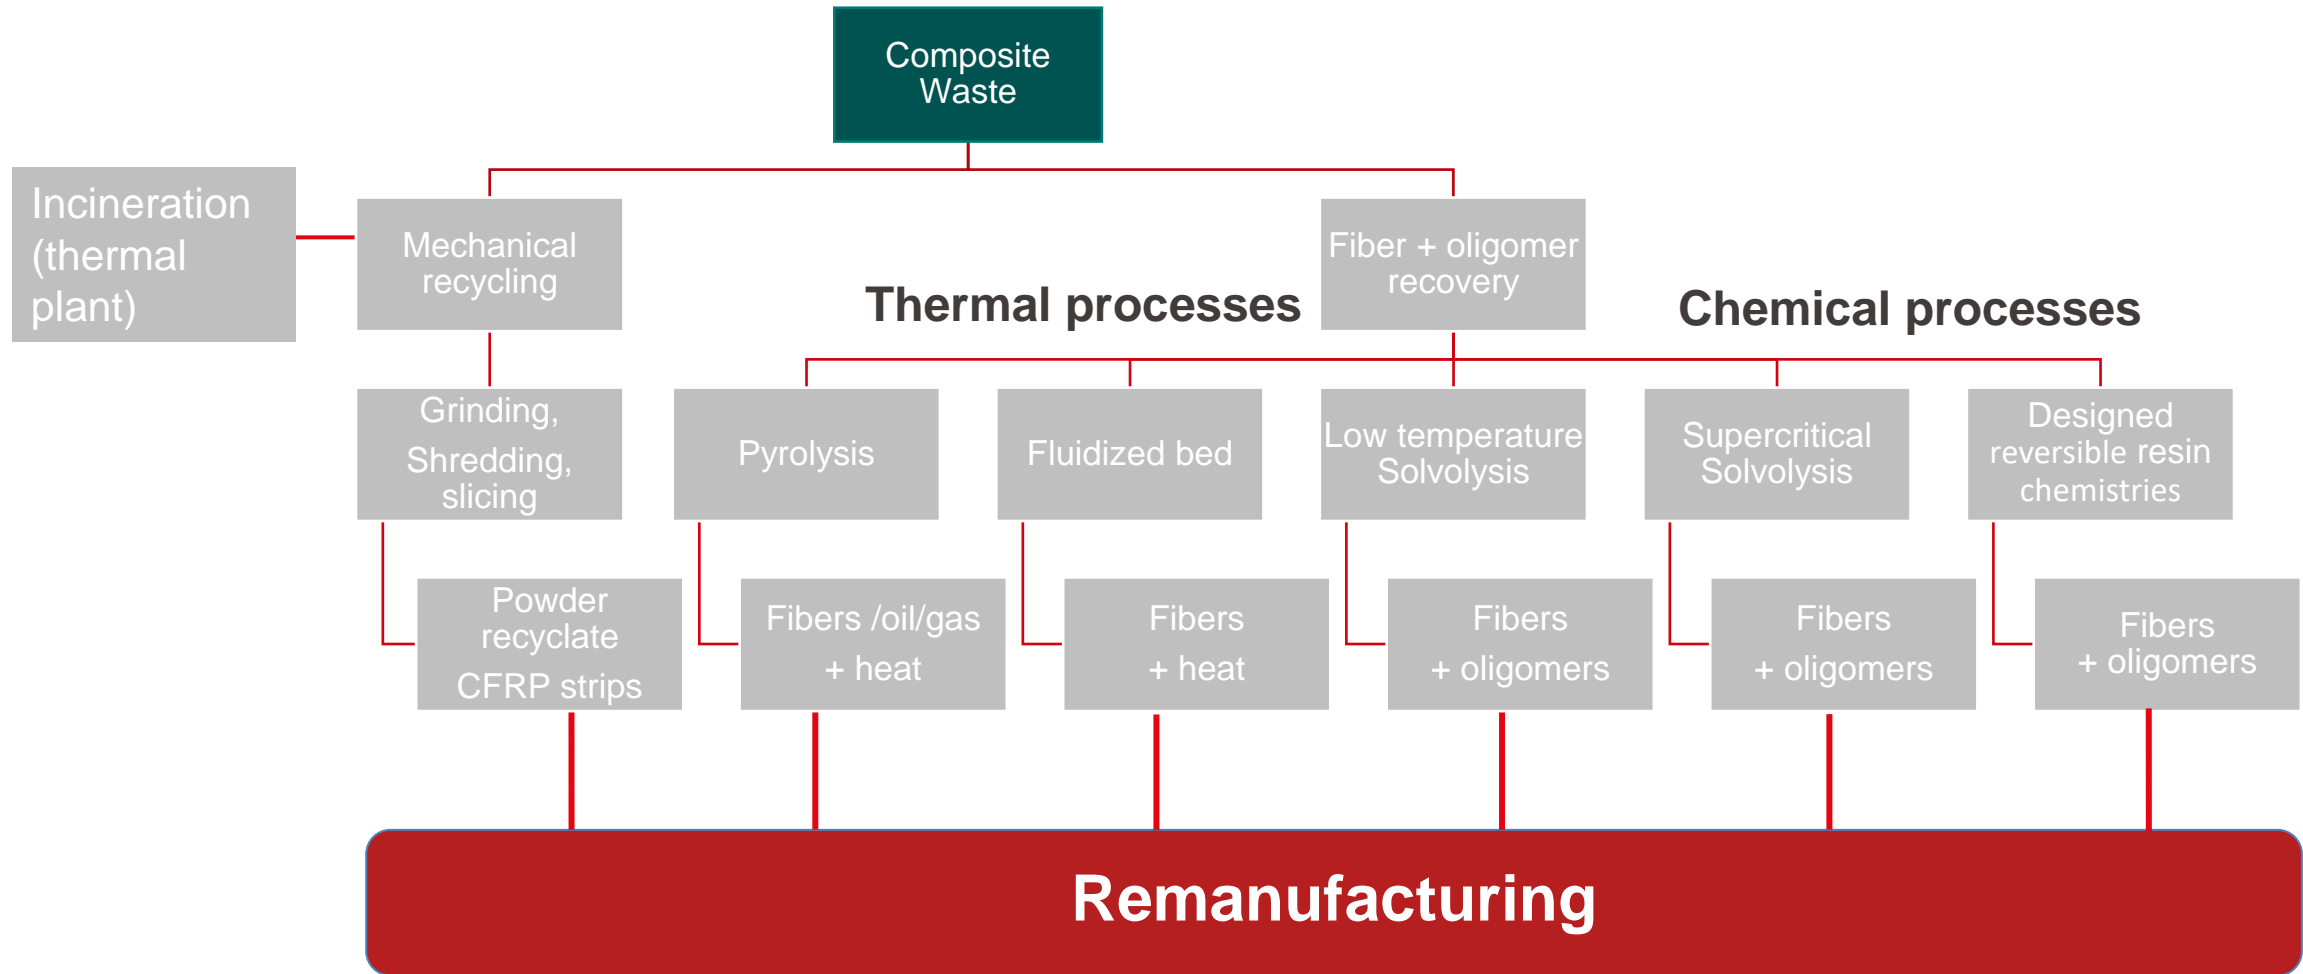 Composite
Waste
Incineration
(thermal
plant)
Mechanical
recycling
Fiber + oligomer
recovery
Thermal processes
Chemical processes
Grinding,
Shredding,
slicing
Pyrolysis
Fluidized bed
Low temperature
Solvolysis
Supercritical
Solvolysis
Designed
reversible resin
chemistries
Powder
recyclate
CFRP strips
Fibers /oil/gas
+ heat
Fibers
+ heat
Fibers
+ oligomers
Fibers
+ oligomers
Fibers
+ oligomers
Remanufacturing